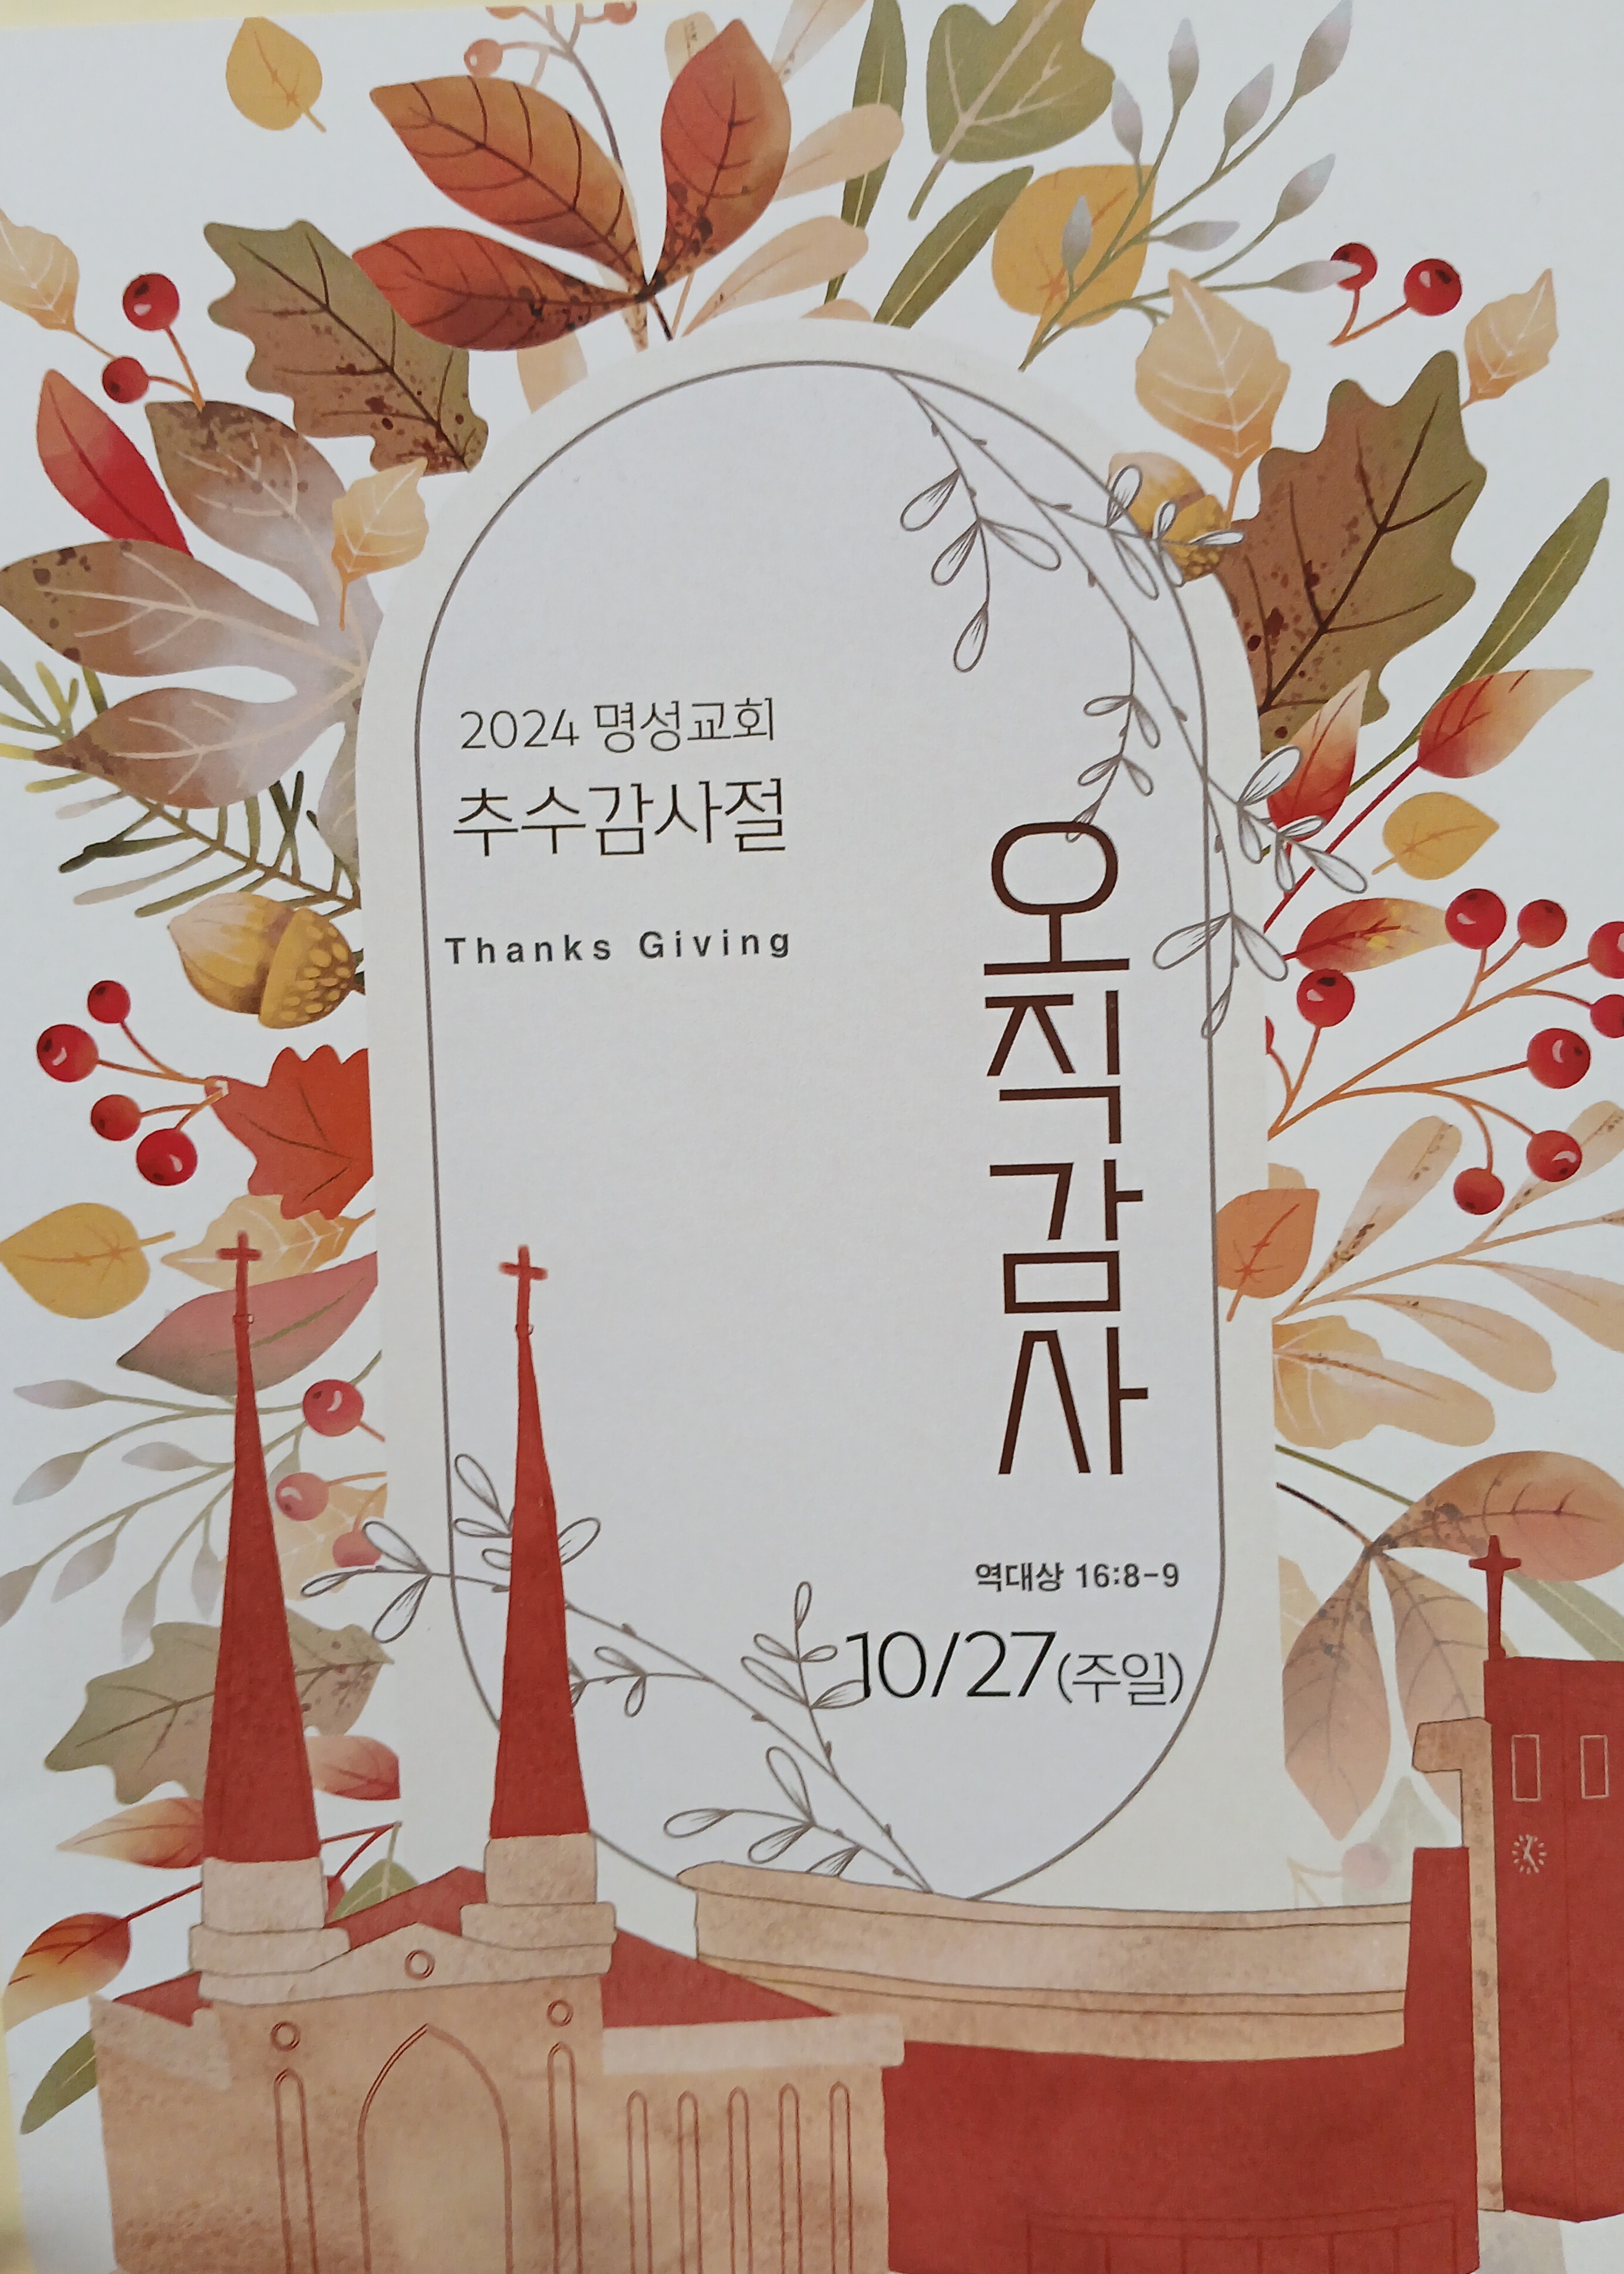 2024 명성교회
추수감사절
Thanks Giving
오직감사
역대상 16:8-9
10/27(주일)